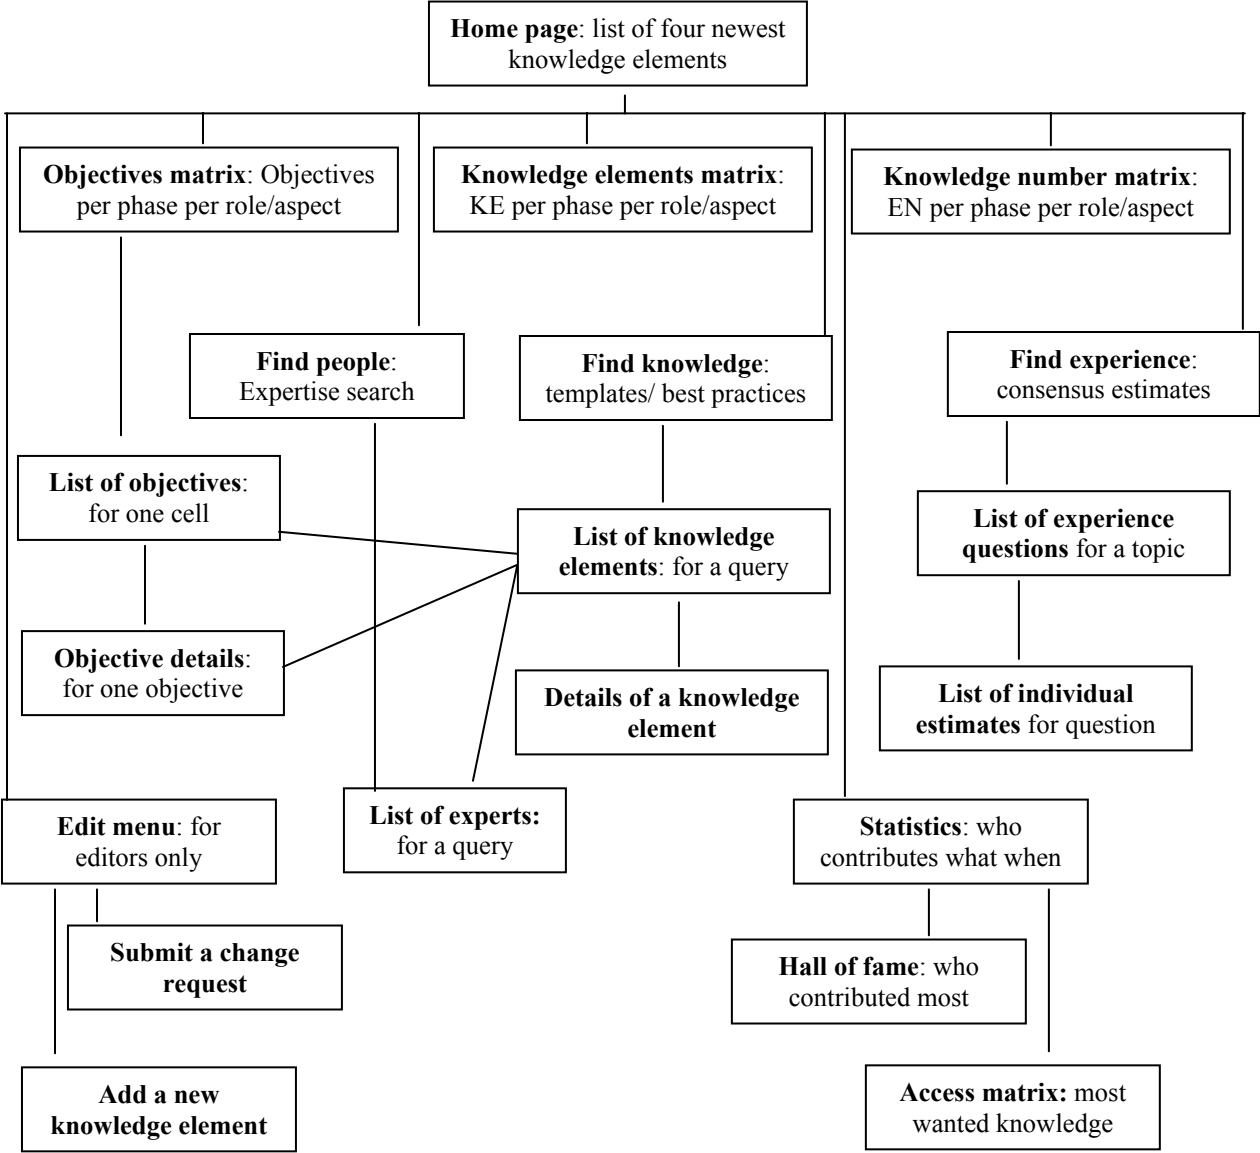 Home page: list of four newest
knowledge elements
Objectives matrix: Objectives
per phase per role/aspect
Knowledge elements matrix:
KE per phase per role/aspect
Knowledge number matrix:
EN per phase per role/aspect
Find people:
Expertise search
Find knowledge:
templates/ best practices
Find experience:
consensus estimates
List of objectives:
for one cell
List of knowledge
elements: for a query
List of experience
questions for a topic
Objective details:
for one objective
Details of a knowledge
element
List of individual
estimates for question
Edit menu: for
editors only
List of experts:
for a query
Statistics: who
contributes what when
Submit a change
request
Hall of fame: who
contributed most
Add a new
knowledge element
Access matrix: most
wanted knowledge